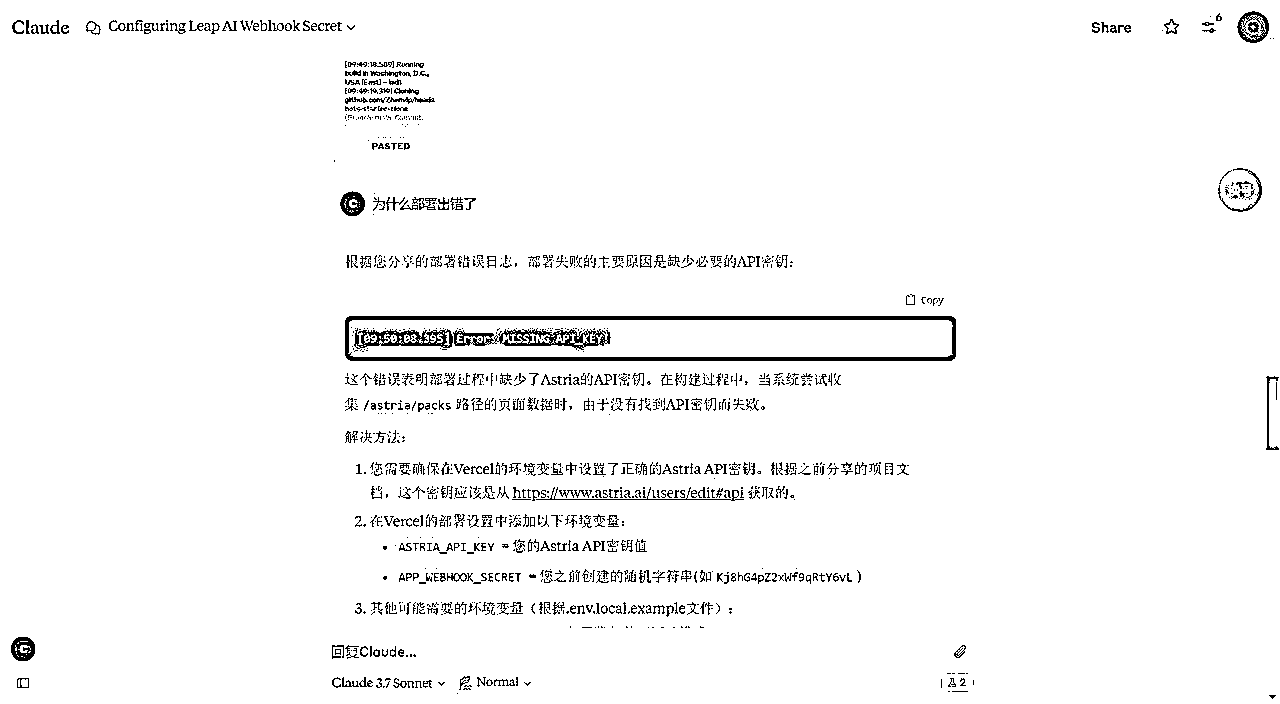 Claude
Configuring Leap AI Webhook Secret
Share
6
[09:49:18.509] Running
build in Washington, D.C.,
USA (East) – iad1
[09:49:19.319] Cloning
PASTED
C 为什么部署出错了
根据您分享的部署错误日志，部署失败的主要原因是缺少必要的API密钥：
Copy
[09:50:08.395] Error: MISSING API_KEY!
这个错误表明部署过程中缺少了Astria的API密钥。在构建过程中，当系统尝试收
集 /astria/packs 路径的页面数据时，由于没有找到API密钥而失败。
解决方法：
1. 您需要确保在Vercel的环境变量中设置了正确的Astria API密钥。根据之前分享的项目文
档，这个密钥应该是从 https://www.astria.ai/users/edit#api 获取的。
2. 在Vercel的部署设置中添加以下环境变量：
• ASTRIA_API_KEY = 您的Astria API密钥值
• APP_WEBHOOK_SECRET = 您之前创建的随机字符串(如 Kj8hG4pZ2xWf9qRtY6vL )
3. 其他可能需要的环境变量（根据.env.local.example文件）：
回复Claude...
Claude 3.7 Sonnet
Normal
A 2
C